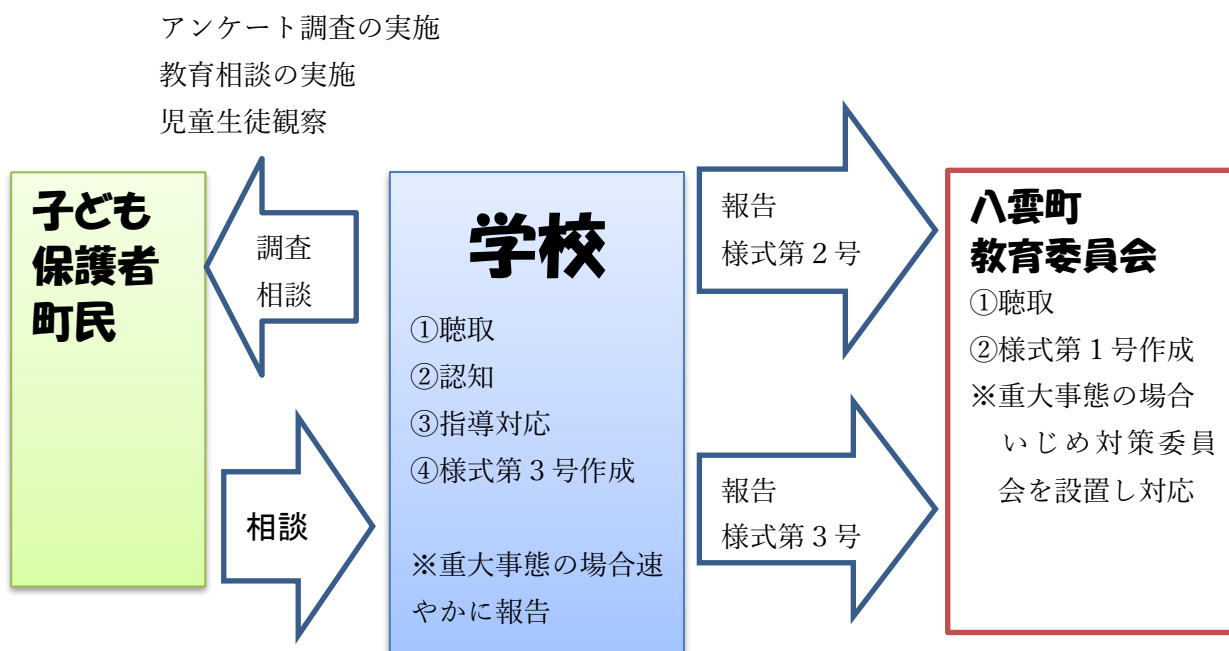 アンケート調査の実施
教育相談の実施
児童生徒観察
子ども
保護者
町民
調査
相談
相談
学校
①聴取
②認知
③指導対応
④様式第３号作成
※重大事態の場合速
やかに報告
報告
様式第２号
報告
様式第３号
八雲町
教育委員会
①聴取
②様式第１号作成
※重大事態の場合
いじめ対策委員
会を設置し対応